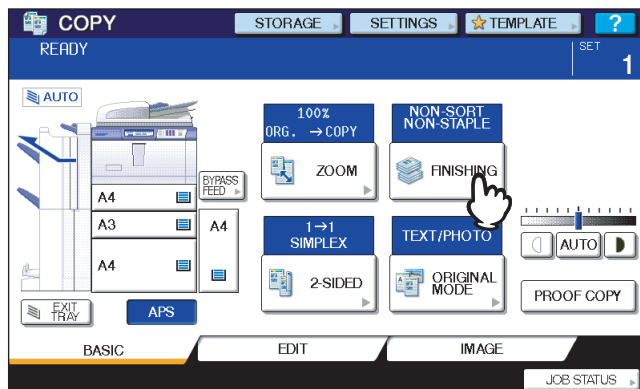 COPY
STORAGE
SETTINGS
TEMPLATE
?
READY
SET
1
AUTO
100%
ORG. →COPY
NON-SORT
NON-STAPLE
ZOOM
FINISHING
BYPASS
FEED
A4
A3
A4
A4
1→1
SIMPLEX
TEXT/PHOTO
2-SIDED
ORIGINAL
MODE
AUTO
PROOF COPY
EXIT
TRAY
APS
BASIC
EDIT
IMAGE
JOB STATUS